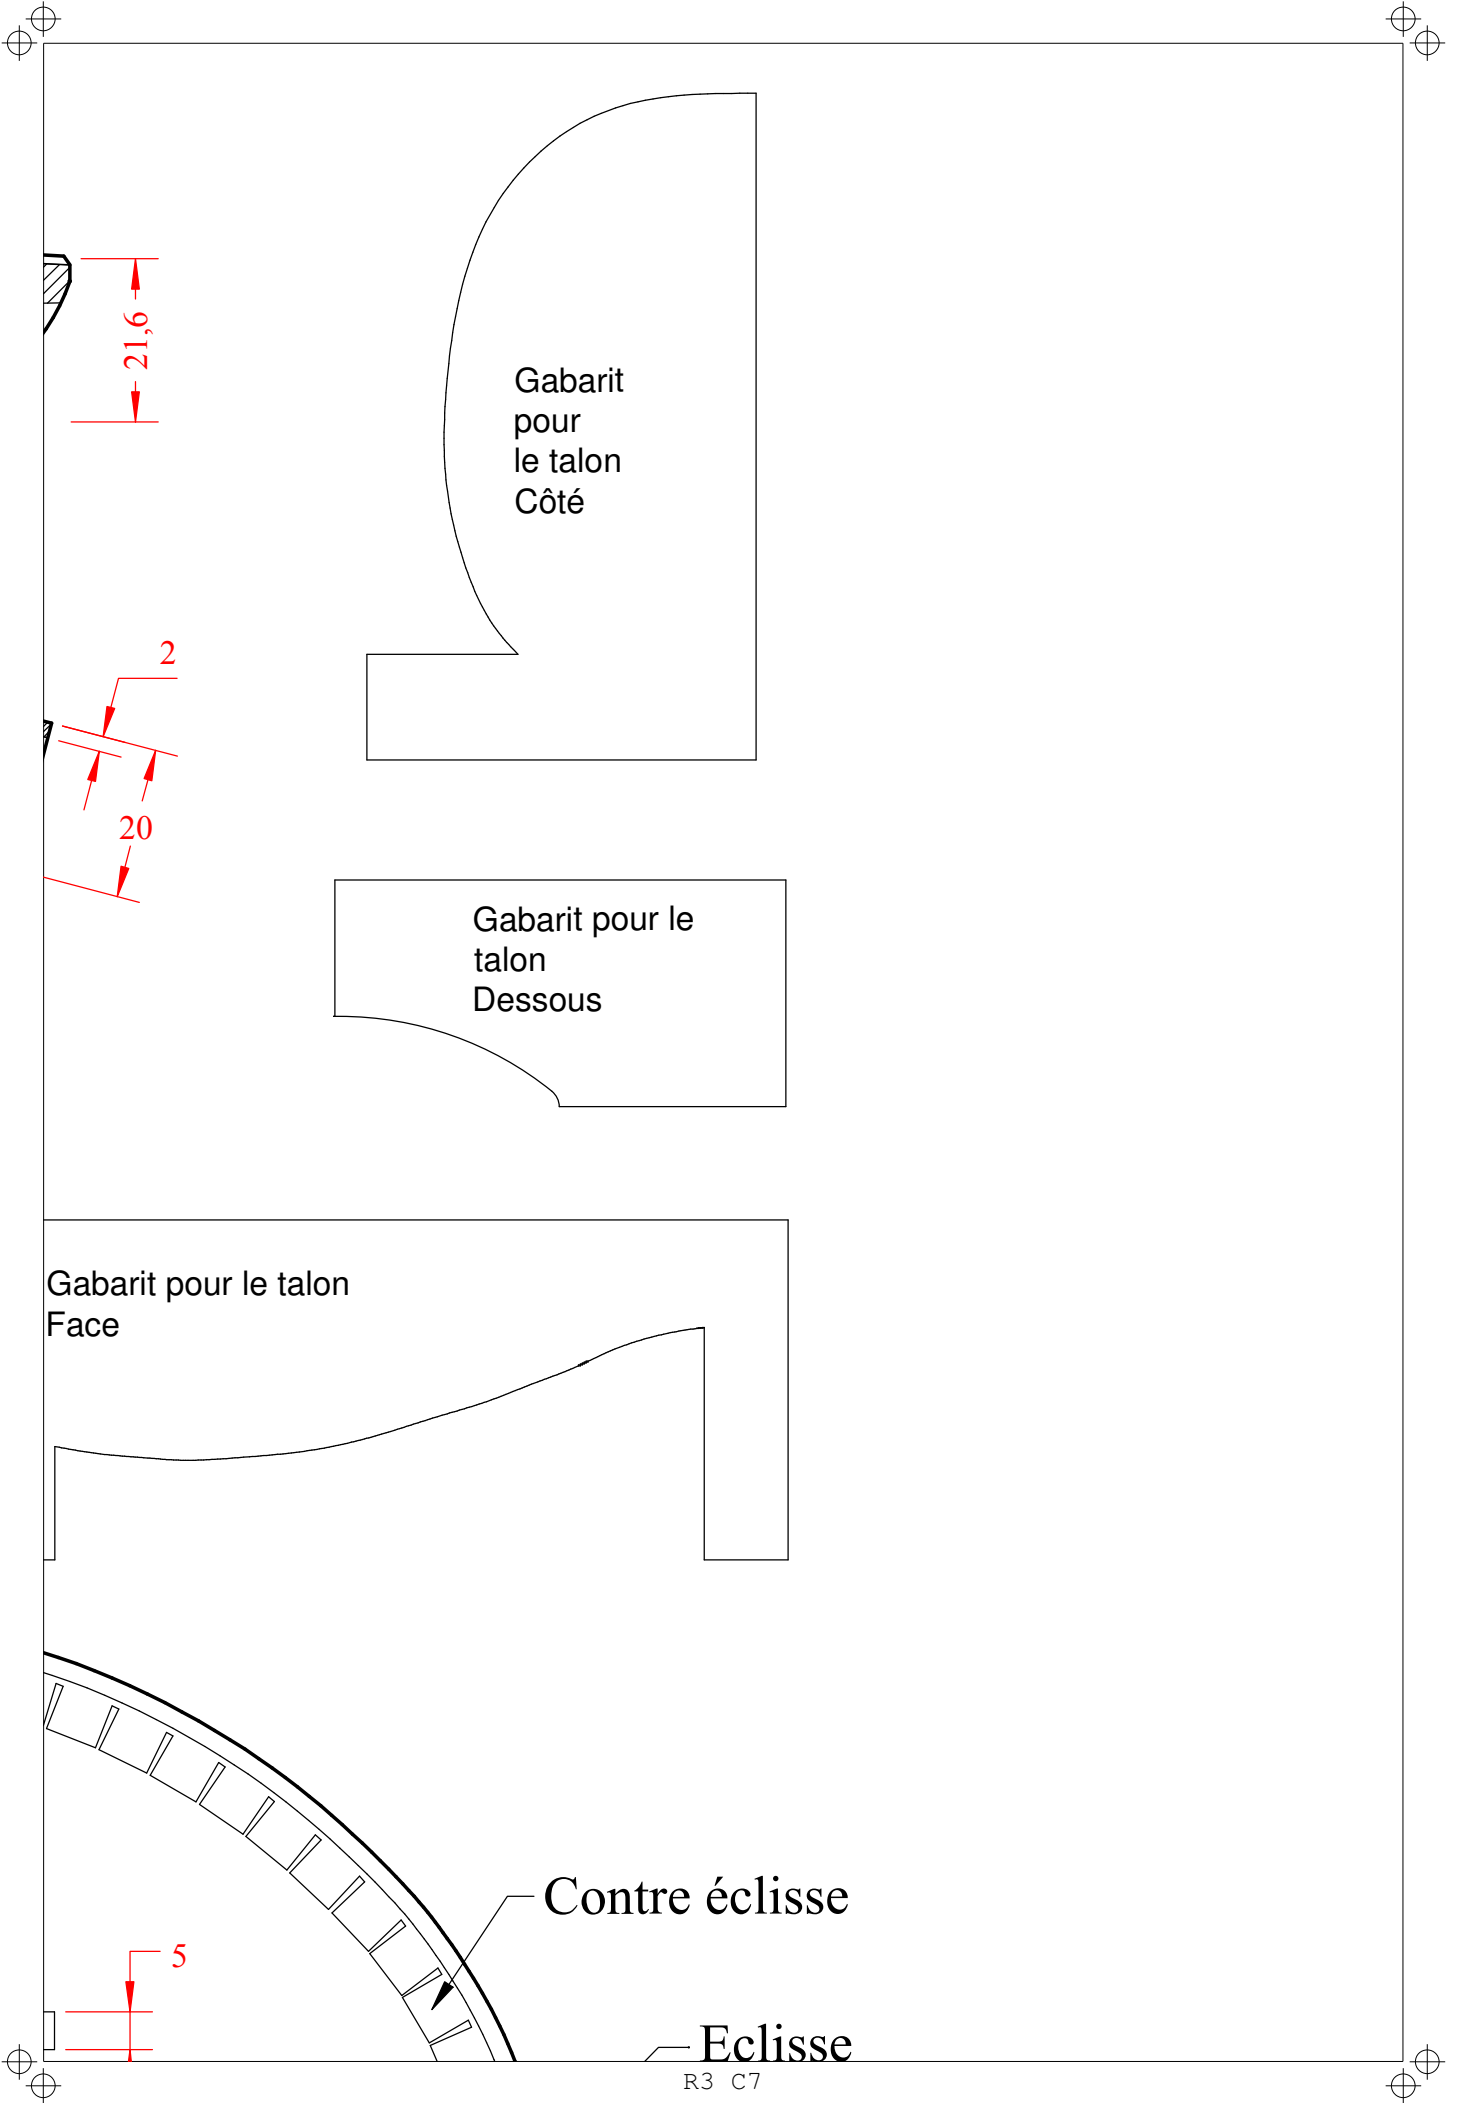 21,6
Gabarit
pour
le talon
Côté
2
20
Gabarit pour le
talon
Dessous
Gabarit pour le talon
Face
Contre éclisse
5
Eclisse
R3 C7